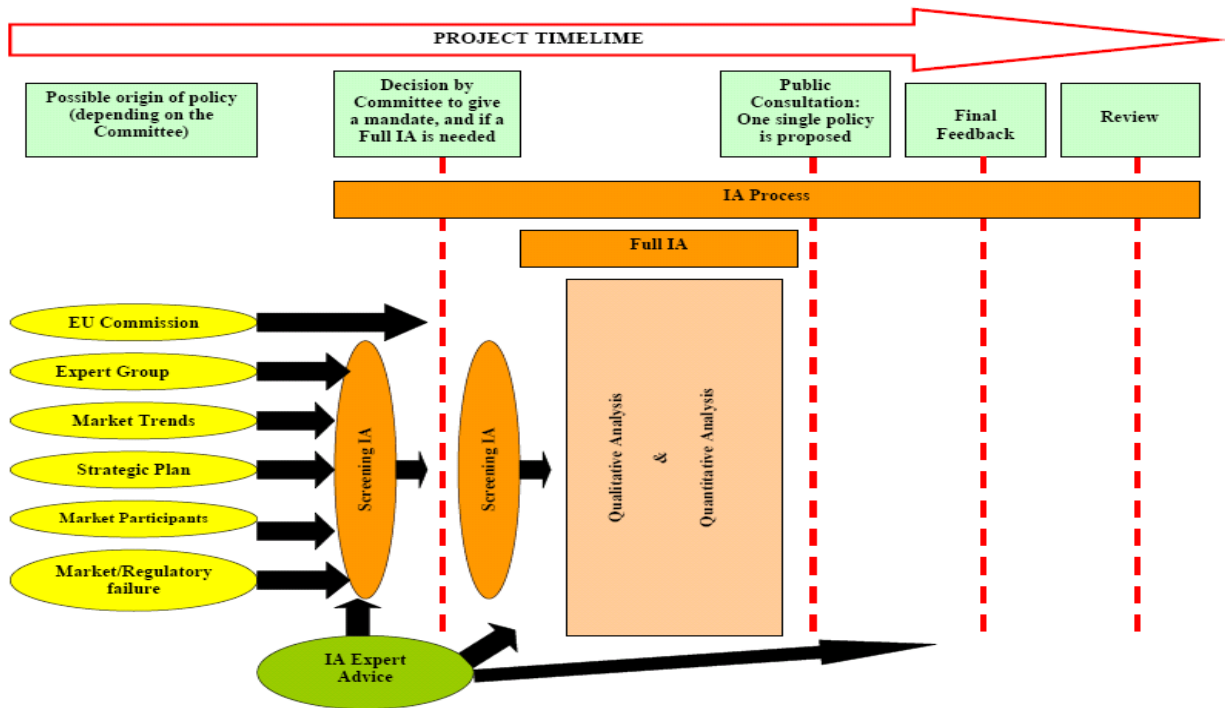 PROJECT TIMELIME
Possible origin of policy
(depending on the
Committee)
Decision by
Committee to give
a mandate, and if a
Full IA is needed
Public
Consultation:
One single policy
is proposed
Final
Feedback
Review
IA Process
Full IA
EU Commission
Expert Group
Market Trends
Strategic Plan
Market Participants
Market/Regulatory
failure
Screening IA
Screening IA
Qualitative Analysis
&
Quantitative Analysis
IA Expert
Advice